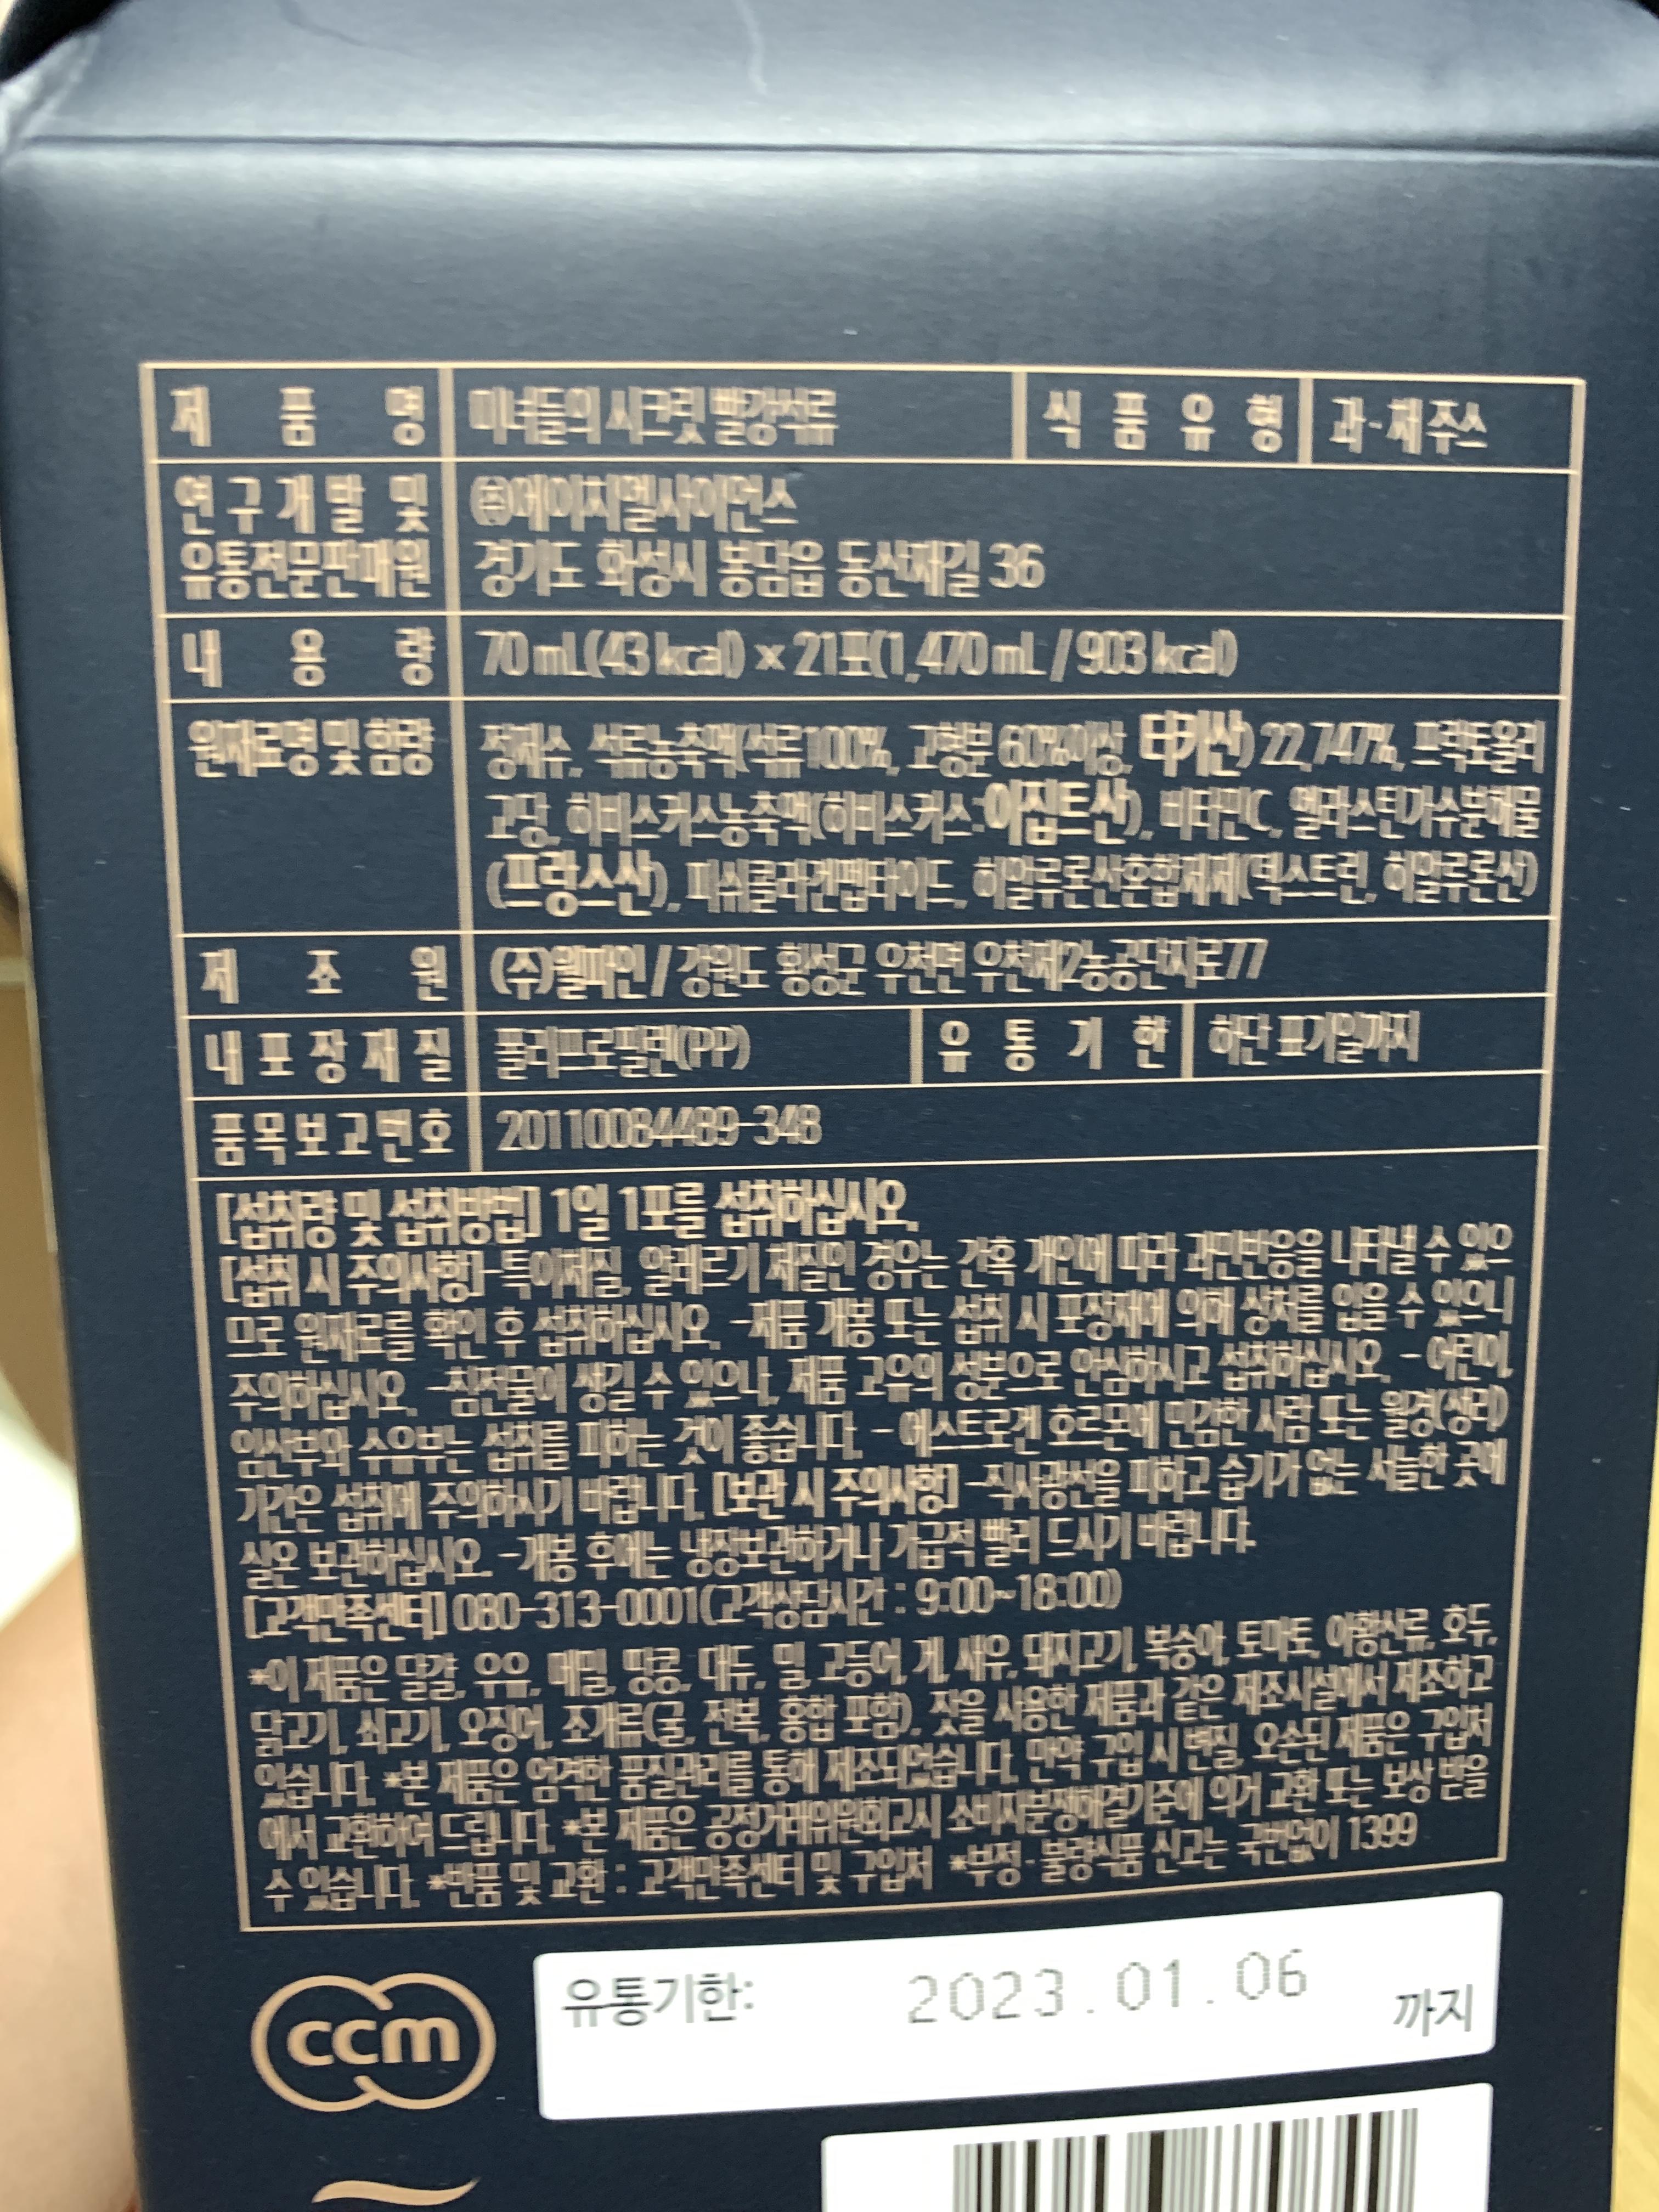 제 품 명 미녀들의 시크릿 빨강석류 식 품 유 형 과·채주스
연구개발 및 ㈜에이치엘사이언스
유통전문판매원 경기도 화성시 봉담읍 동산재길 36
내 용 량 70 mL(43 kcal) × 21포(1,470 mL / 903 kcal)
원재료명 및 함량 정제수, 석류농축액(석류100%, 고형분 60%이상, 터키산) 22.747%, 프락토올리
고당, 히비스커스농축액(히비스커스:이집트산), 비타민C, 엘라스틴가수분해물
(프랑스산), 피쉬콜라겐펩타이드, 히알루론산혼합제제(덱스트린, 히알루론산)
제 조 원 (주)웰파인 / 강원도 횡성군 우천면 우천제2농공단지로77
내포장재질 폴리프로필렌(PP) 유 통 기 한 하단 표기일까지
품목보고번호 20110084489-348
[섭취량 및 섭취방법] 1일 1포를 섭취하십시오.
[섭취 시 주의사항] -특이체질, 알레르기 체질인 경우는 간혹 개인에 따라 과민반응을 나타낼 수 있으
므로 원재료를 확인 후 섭취하십시오. -제품 개봉 또는 섭취 시 포장재에 의해 상처를 입을 수 있으니
주의하십시오. -침전물이 생길 수 있으나, 제품 고유의 성분으로 안심하시고 섭취하십시오. - 어린이,
임산부와 수유부는 섭취를 피하는 것이 좋습니다. - 에스트로겐 호르몬에 민감한 사람 또는 월경(생리)
기간은 섭취에 주의하시기 바랍니다. [보관 시 주의사항] -직사광선을 피하고 습기가 없는 서늘한 곳에
실온 보관하십시오. -개봉 후에는 냉장보관하거나 가급적 빨리 드시기 바랍니다.
[고객만족센터] 080-313-0001(고객상담시간 : 9:00~18:00)
*이 제품은 달걀, 우유, 메밀, 땅콩, 대두, 밀, 고등어, 게, 새우, 돼지고기, 복숭아, 토마토, 아황산류, 호두,
닭고기, 쇠고기, 오징어, 조개류(굴, 전복, 홍합 포함), 잣을 사용한 제품과 같은 제조시설에서 제조하고
있습니다. *본 제품은 엄격한 품질관리를 통해 제조되었습니다. 만약 구입 시 변질, 오손된 제품은 구입처
에서 교환하여 드립니다. *본 제품은 공정거래위원회고시 소비자분쟁해결기준에 의거 교환 또는 보상 받을
수 있습니다. *반품 및 교환 : 고객만족센터 및 구입처 *부정·불량식품 신고는 국번없이 1399
ccm
유통기한: 2023.01.06 까지